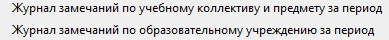 Журнал замечаний по учебному коллективу и предмету за период
Журнал замечаний по образовательному учреждению за период